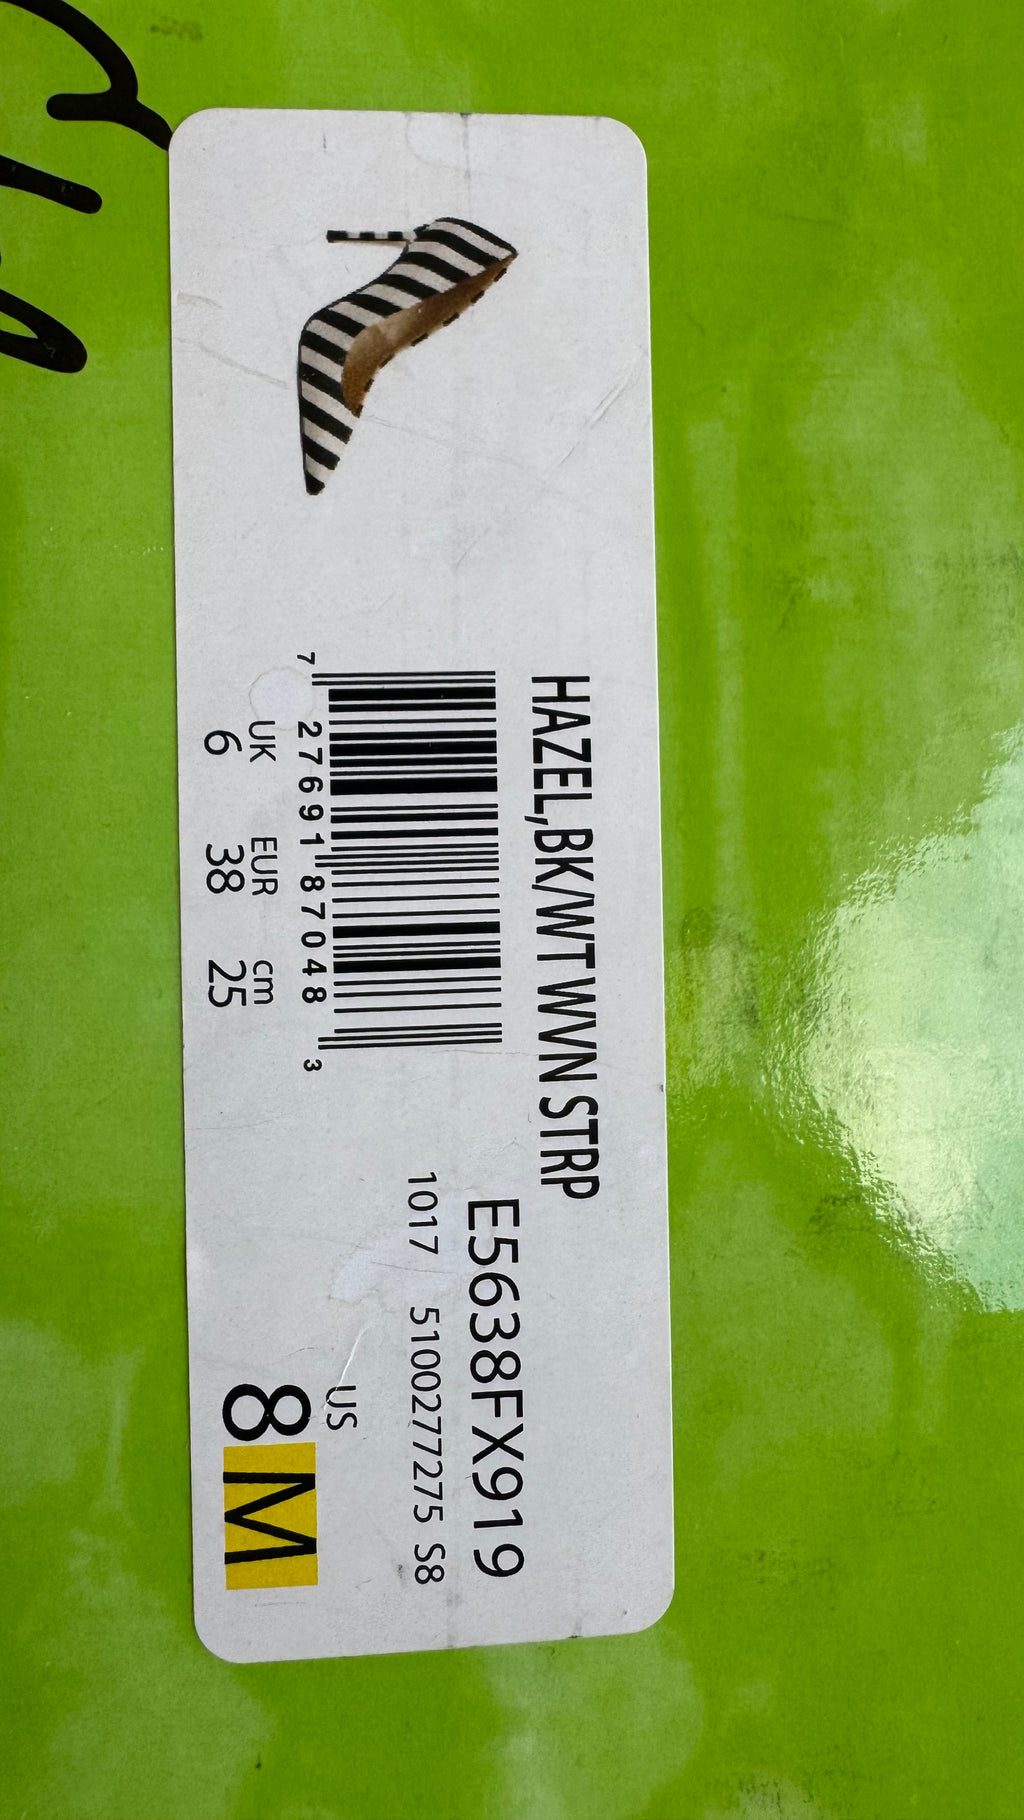 HAZEL,BK/WT WVN STRP
E5638FX919
1017 5100277275 S8
7 27691 87048 3
UK EUR cm
6 38 25
US
8M